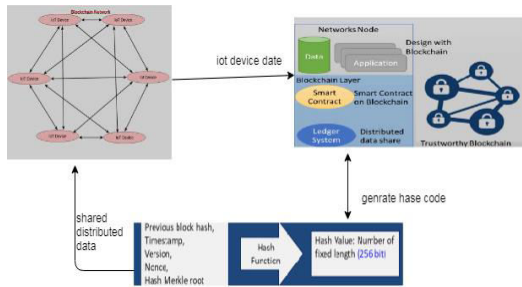 Blockchain Network
IoT Device
IoT Device
IoT Device
IoT Device
IoT Device
IoT Device
iot device date
Networks Node
Data
Application
Design with
Blockchain
Blockchain Layer
Smart
Contract
Smart Contract
on Blockchain
Ledger
System
Distributed
data share
Trustworthy Blockchain
shared
distributed
data
genrate hase code
Previous block hash,
Timestamp,
Version,
Nonce,
Hash Merkle root
Hash
Function
Hash Value: Number of
fixed length (256 bit)